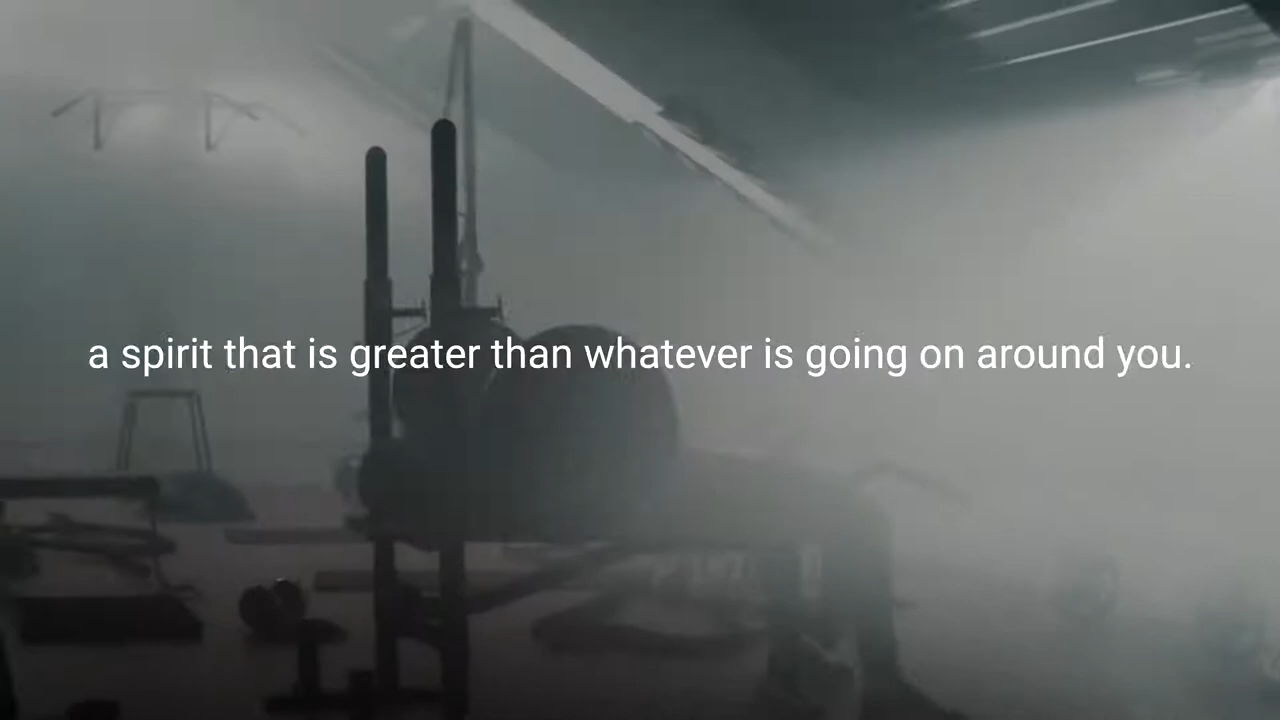 a spirit that is greater than whatever is going on around you.